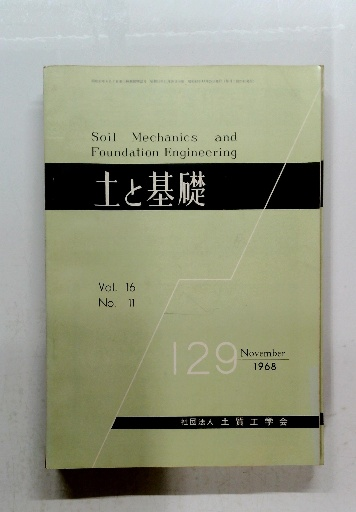 Soil Mechanics and
Foundation Engineering
土と基礎
Vol. 16
No. 11
129
November
1968
社団法人 土質工学会